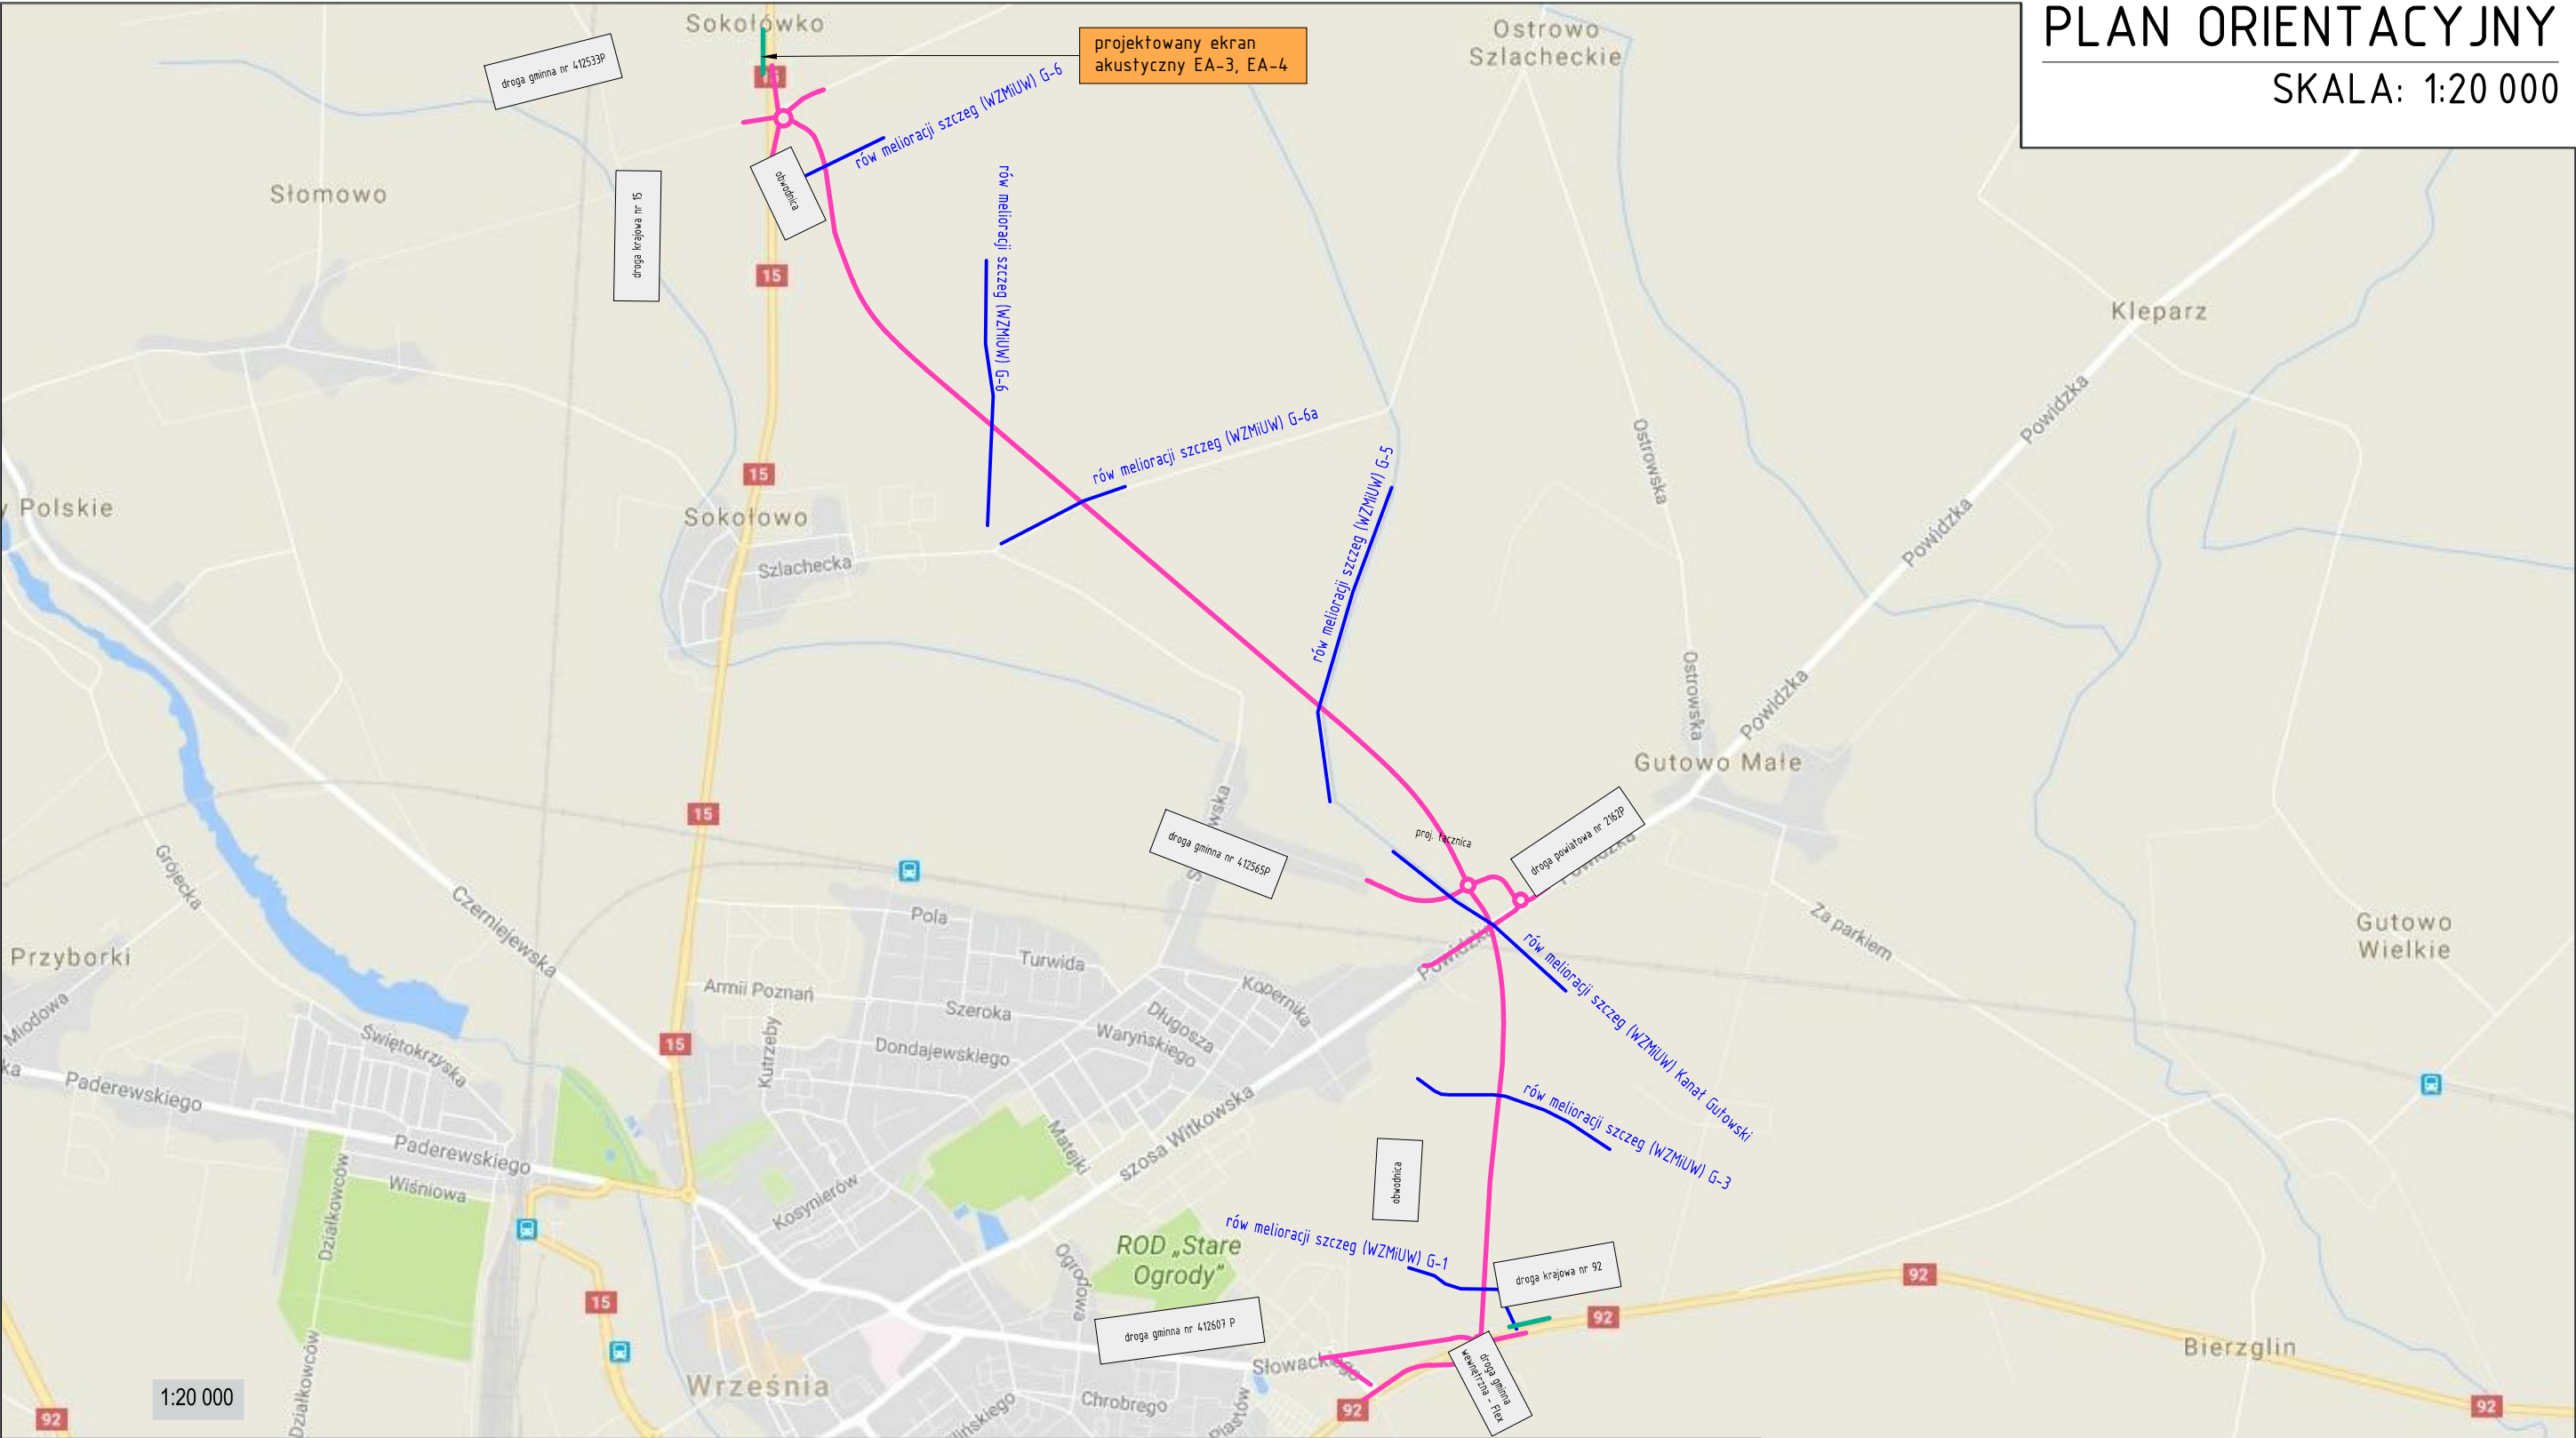 PLAN ORIENTACYJNY
SKALA: 1:20 000
Sokołówko
projektowany ekran
akustyczny EA-3, EA-4
Ostrowo
Szlacheckie
droga gminna nr 412533P
rów melioracji szczeg (WZMiUW) G-6
obwodnica
Słomowo
droga krajowa nr 15
15
rów melioracji szczeg (WZMiUW) G-6
Kleparz
Powidzka
rów melioracji szczeg (WZMiUW) G-6a
Ostrowska
rów melioracji szczeg (WZMiUW) G-5
15
y Polskie
Sokołowo
Powidzka
Szlachecka
Ostrowska
Powidzka
Gutowo Małe
15
wska
S
droga gminna nr 412565P
proj. łącznica
droga powiatowa nr 2162P
Powidzka
Grójecka
Czerniejewska
Pola
Za parkiem
Gutowo
Wielkie
Przyborki
Turwida
Powidzka
rów melioracji szczeg (WZMiUW) Kanał Gutowski
Armii Poznań
Kopernika
Miodowa
Szeroka
Długosza
Waryńskiego
15
Świętokrzyska
Kutrzeby
Dondajewskiego
ka
Paderewskiego
szosa Witkowska
rów melioracji szczeg (WZMiUW) G-3
Matejki
Paderewskiego
obwodnica
Wiśniowa
Działkowców
Kosynierów
rów melioracji szczeg (WZMiUW) G-1
ROD „Stare
Ogrody”
Ogrodowa
droga krajowa nr 92
92
15
92
droga gminna nr 412607 P
Bierzglin
Słowackiego
droga gminna
wewnętrzna - Flex
Działkowców
Września
1:20 000
Chrobrego
Piastów
lińskiego
92
92
92